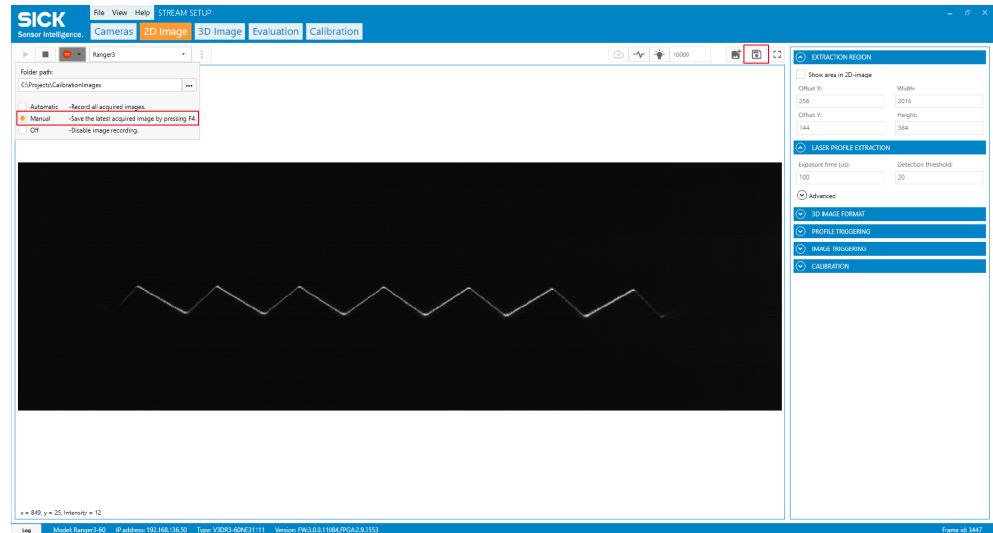 SICK
Sensor Intelligence.
File View Help STREAM SETUP
Cameras 2D Image 3D Image Evaluation Calibration
Ranger3
10000
Folder path:
C:\Projects\CalibrationImages
Automatic -Record all acquired images.
Manual -Save the latest acquired image by pressing F4.
Off -Disable image recording.
EXTRACTION REGION
Show area in 2D-image
Offset X: Width:
256 2016
Offset Y: Height:
144 584
LASER PROFILE EXTRACTION
Exposure time (us): Detection threshold:
100 20
Advanced
3D IMAGE FORMAT
PROFILE TRIGGERING
IMAGE TRIGGERING
CALIBRATION
x = 849, y = 25, Intensity = 12
Log Model: Ranger3-60 IP address: 192.168.136.50 Type: V3DR3-60NE31111 Version: FW:3.0.0.11084,FPGA:2.9.3553 Frame id: 3447